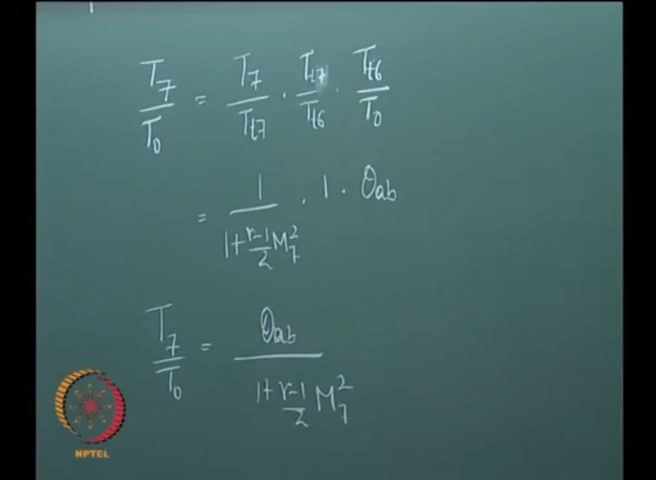 T₇/T₀ = T₇/Tt7 · Tt7/Tt6 · Tt6/T₀
= 1/(1+(γ-1)/2 M₇²) · 1 · θab
T₇/T₀ = θab/(1+(γ-1)/2 M₇²)
NPTEL